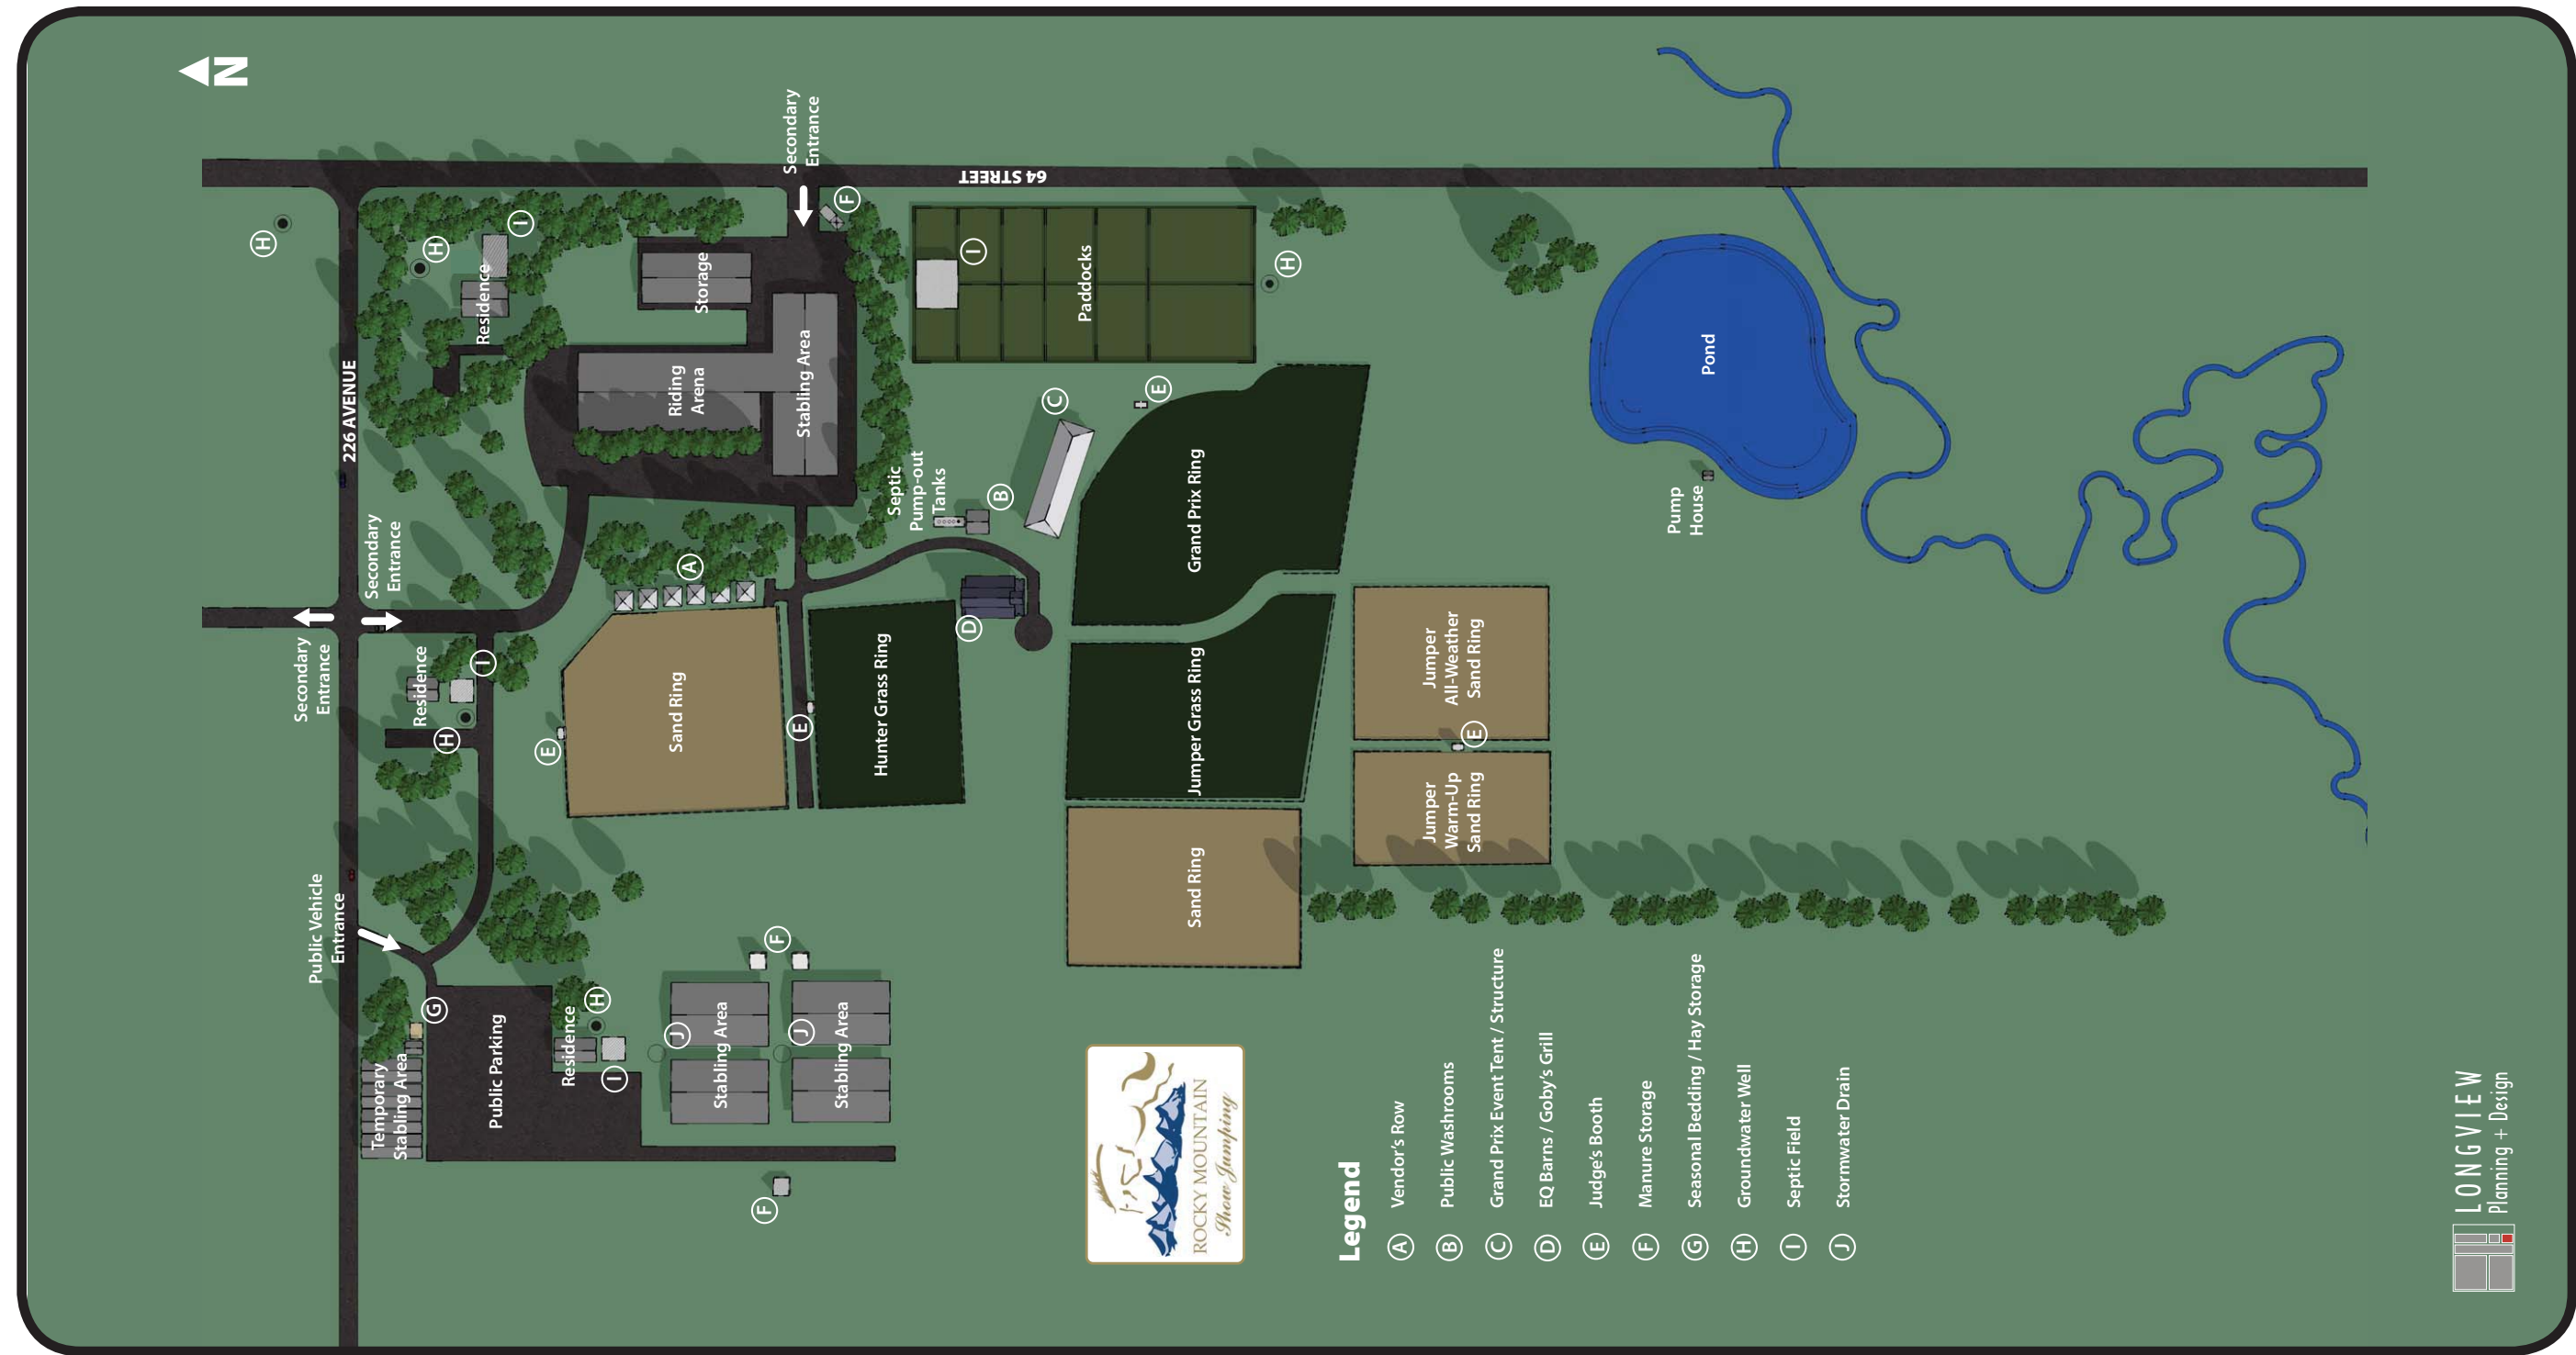 N
226 AVENUE
64 STREET
Public Vehicle
Entrance
Secondary
Entrance
Secondary
Entrance
Secondary
Entrance
Temporary
Stabling Area
G
Public Parking
Residence
H
I
Stabling Area
J
Stabling Area
J
F
F
Residence
I
H
Residence
H
I
H
Storage
F
Riding
Arena
Stabling Area
A
Sand Ring
E
E
Hunter Grass Ring
D
Septic
Pump-out
Tanks
B
C
Paddocks
I
H
E
Grand Prix Ring
Jumper Grass Ring
Sand Ring
Jumper
All-Weather
Sand Ring
E
Jumper
Warm-Up
Sand Ring
Pump
House
Pond
ROCKY MOUNTAIN
Show Jumping
Legend
A Vendor's Row
B Public Washrooms
C Grand Prix Event Tent / Structure
D EQ Barns / Goby's Grill
E Judge's Booth
F Manure Storage
G Seasonal Bedding / Hay Storage
H Groundwater Well
I Septic Field
J Stormwater Drain
LONGVIEW
Planning + Design